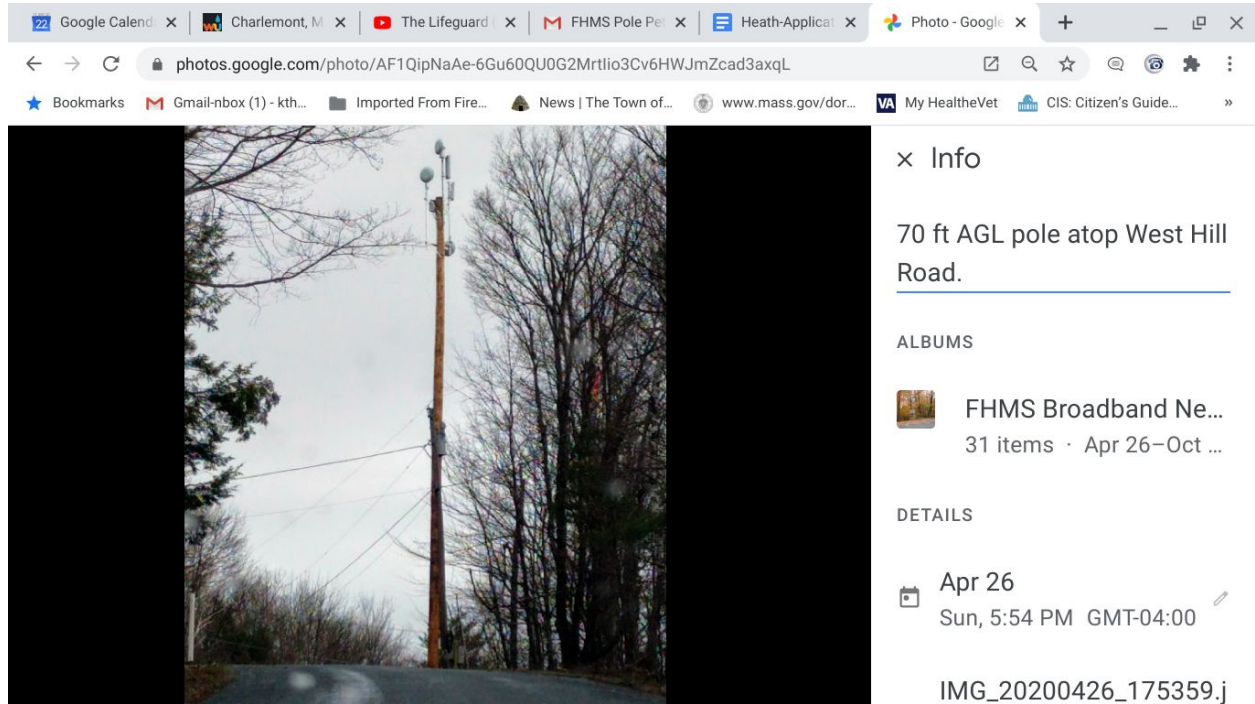 22 Google Calend
Charlemont, M
The Lifeguard
FHMS Pole Pet
Heath-Applicat
Photo - Google
photos.google.com/photo/AF1QipNaAe-6Gu60QU0G2MrtIio3Cv6HWJmZcad3axqL
Bookmarks
Gmail-nbox (1) - kth...
Imported From Fire...
News | The Town of...
www.mass.gov/dor...
VA My HealtheVet
CIS: Citizen's Guide...
»
Info
70 ft AGL pole atop West Hill
Road.
ALBUMS
FHMS Broadband Ne...
31 items · Apr 26–Oct ...
DETAILS
Apr 26
Sun, 5:54 PM GMT-04:00
IMG_20200426_175359.j